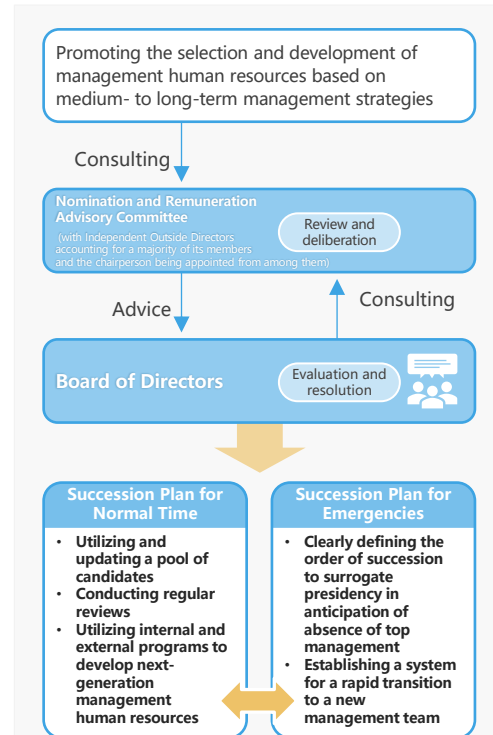 Promoting the selection and development of
management human resources based on
medium- to long-term management strategies
Consulting
Nomination and Remuneration
Advisory Committee
(with Independent Outside Directors
accounting for a majority of its members
and the chairperson being appointed from among them)
Review and
deliberation
Advice
Consulting
Board of Directors
Evaluation and
resolution
Succession Plan for
Normal Time
• Utilizing and
updating a pool of
candidates
• Conducting regular
reviews
• Utilizing internal and
external programs to
develop next-
generation
management
human resources
Succession Plan for
Emergencies
• Clearly defining the
order of succession
to surrogate
presidency in
anticipation of
absence of top
management
• Establishing a system
for a rapid transition
to a new
management team